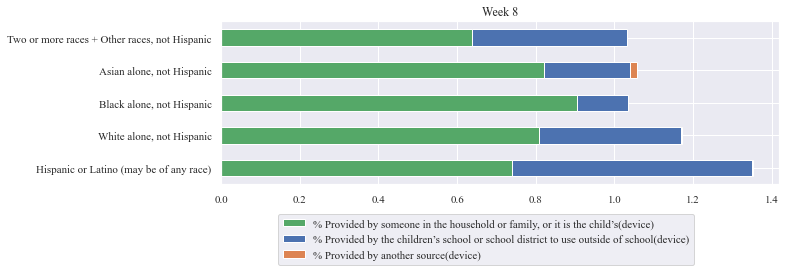 Week 8
Two or more races + Other races, not Hispanic
Asian alone, not Hispanic
Black alone, not Hispanic
White alone, not Hispanic
Hispanic or Latino (may be of any race)
0.0 0.2 0.4 0.6 0.8 1.0 1.2 1.4
% Provided by someone in the household or family, or it is the child’s(device)
% Provided by the children’s school or school district to use outside of school(device)
% Provided by another source(device)